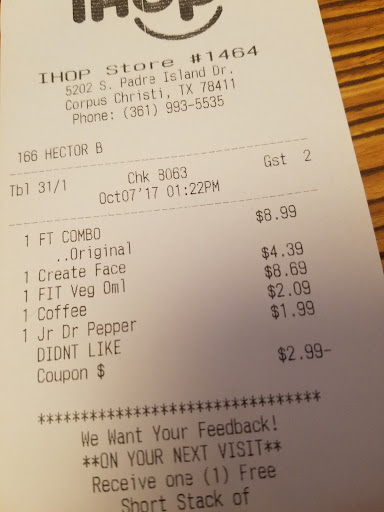 IHOP
IHOP Store #1464
5202 S. Padre Island Dr.
Corpus Christi, TX 78411
Phone: (361) 993-5535
166 HECTOR B
Tbl 31/1 Chk 8063 Gst 2
Oct07'17 01:22PM
1 FT COMBO $8.99
..Original
1 Create Face $4.39
1 FIT Veg Oml $8.69
1 Coffee $2.09
1 Jr Dr Pepper $1.99
DIDNT LIKE
Coupon $ $2.99-
********************************
We Want Your Feedback!
**ON YOUR NEXT VISIT**
Receive one (1) Free
Short Stack of